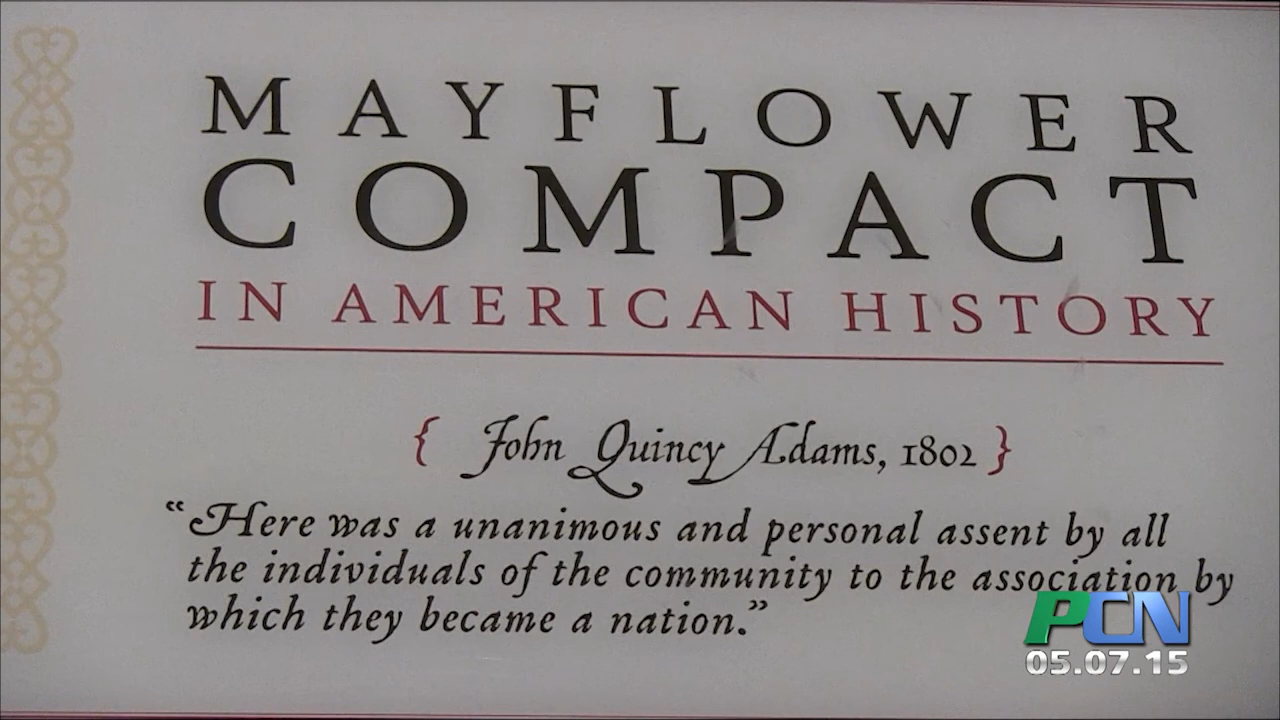 MAYFLOWER
COMPACT
IN AMERICAN HISTORY
{ John Quincy Adams, 1802 }
“Here was a unanimous and personal assent by all
the individuals of the community to the association by
which they became a nation.”
PCN
05.07.15